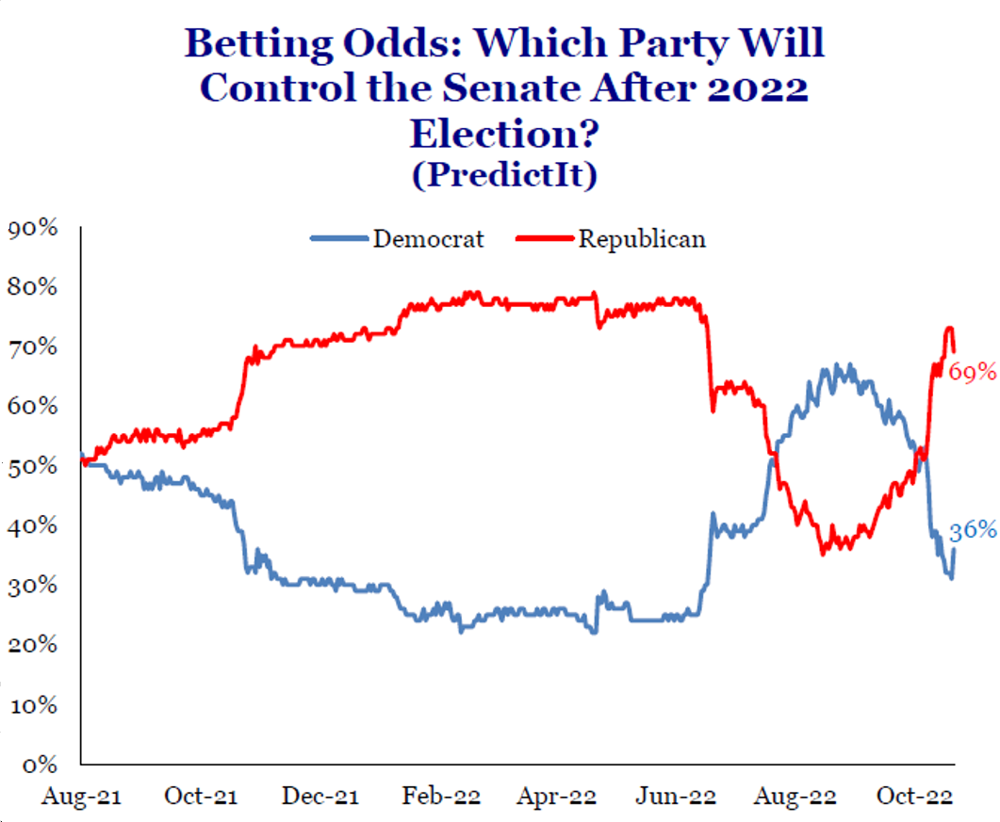 Betting Odds: Which Party Will
Control the Senate After 2022
Election?
(PredictIt)
Democrat
Republican
90%
80%
70%
60%
50%
40%
30%
20%
10%
0%
69%
36%
Aug-21
Oct-21
Dec-21
Feb-22
Apr-22
Jun-22
Aug-22
Oct-22